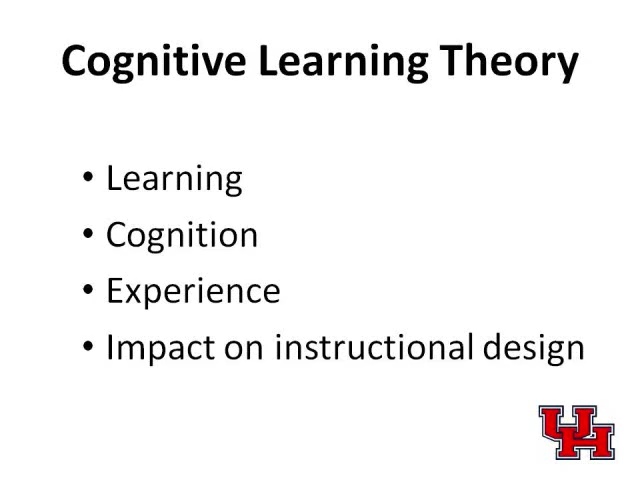 Cognitive Learning Theory
• Learning
• Cognition
• Experience
• Impact on instructional design
UH